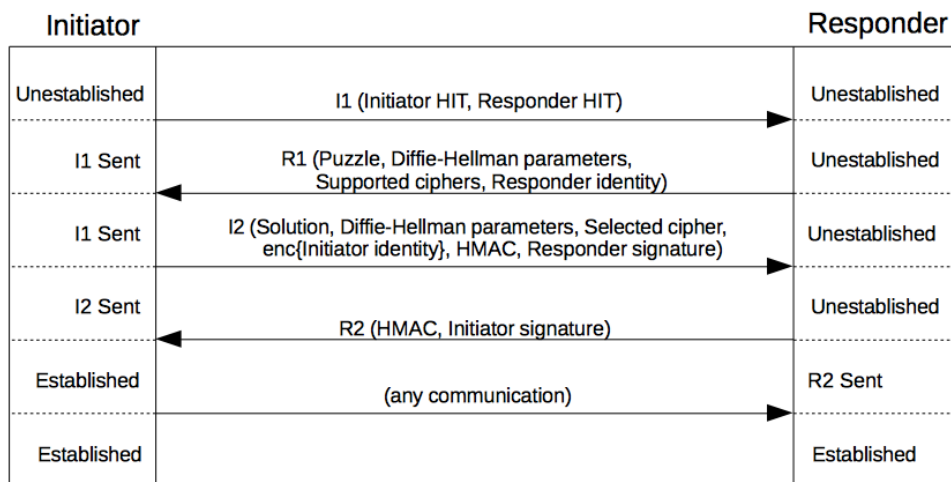 Initiator
Responder
Unestablished
I1 (Initiator HIT, Responder HIT)
Unestablished
I1 Sent
R1 (Puzzle, Diffie-Hellman parameters,
Supported ciphers, Responder identity)
Unestablished
I1 Sent
I2 (Solution, Diffie-Hellman parameters, Selected cipher,
enc{Initiator identity}, HMAC, Responder signature)
Unestablished
I2 Sent
R2 (HMAC, Initiator signature)
Unestablished
Established
(any communication)
R2 Sent
Established
Established